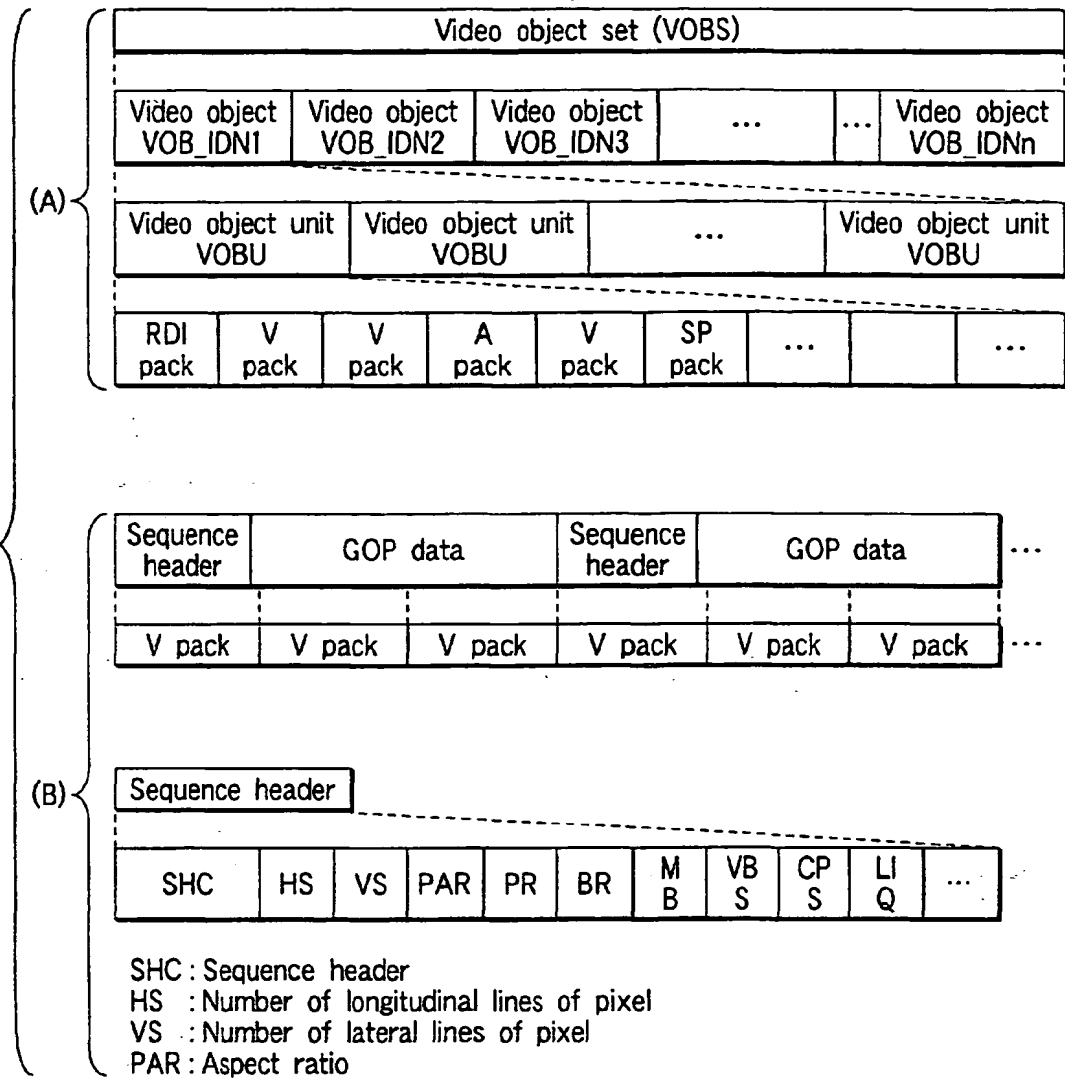 Video object set (VOBS)
Video object VOB_IDN1 Video object VOB_IDN2 Video object VOB_IDN3 ... ... Video object VOB_IDNn
(A)
Video object unit VOBU Video object unit VOBU ... Video object unit VOBU
RDI pack V pack V pack A pack V pack SP pack ... ...
Sequence header GOP data Sequence header GOP data ...
V pack V pack V pack V pack V pack V pack ...
(B)
Sequence header
SHC HS VS PAR PR BR MB VBS CPS LIQ ...
SHC : Sequence header
HS : Number of longitudinal lines of pixel
VS : Number of lateral lines of pixel
PAR : Aspect ratio